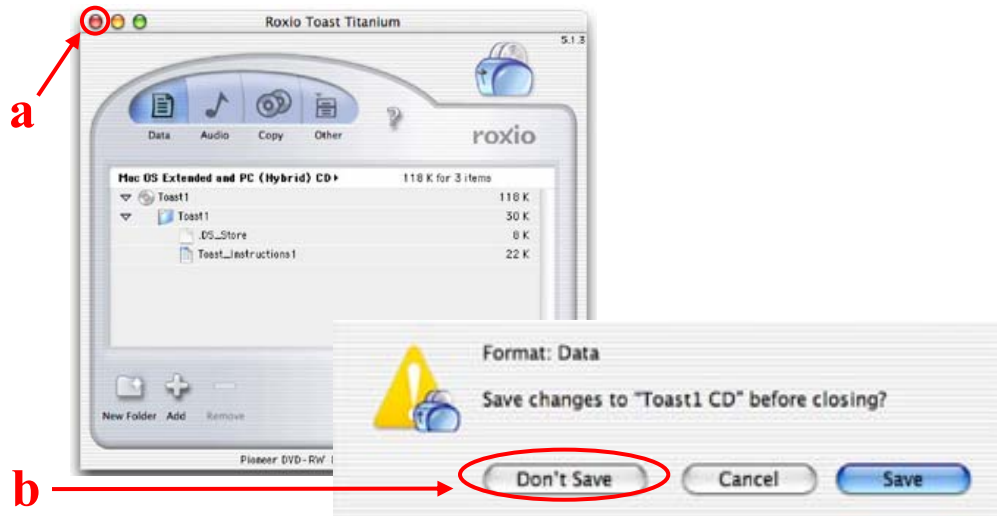 Roxio Toast Titanium
5.1.3
a
Data Audio Copy Other
?
roxio
Mac OS Extended and PC (Hybrid) CD 118 K for 3 items
Toast1 118 K
Toast1 30 K
.DS_Store 8 K
Toast_Instructions1 22 K
New Folder Add Remove
Pioneer DVD-RW
Format: Data
Save changes to "Toast1 CD" before closing?
b
Don't Save Cancel Save